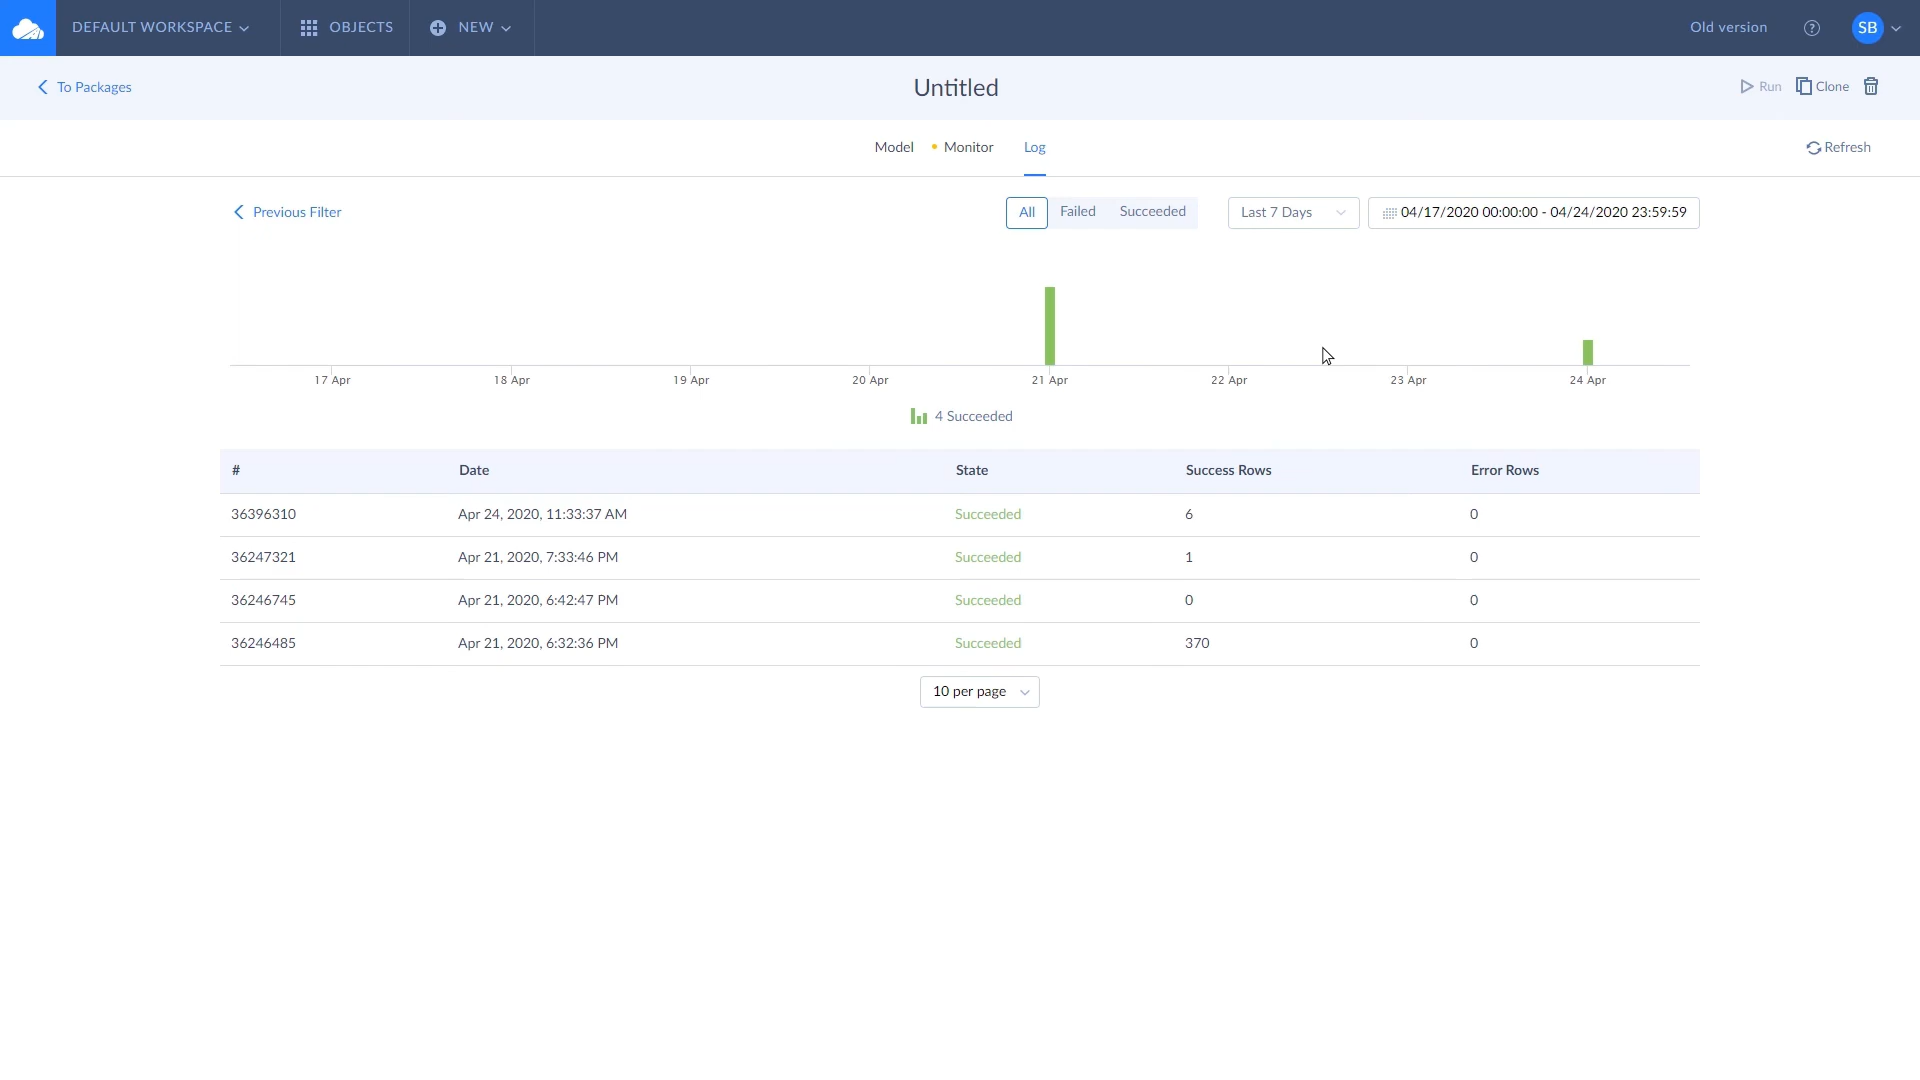 DEFAULT WORKSPACE OBJECTS NEW Old version ? SB
To Packages Untitled Run Clone
Model Monitor Log Refresh
Previous Filter All Failed Succeeded Last 7 Days 04/17/2020 00:00:00 - 04/24/2020 23:59:59
17 Apr 18 Apr 19 Apr 20 Apr 21 Apr 22 Apr 23 Apr 24 Apr
4 Succeeded
# Date State Success Rows Error Rows
36396310 Apr 24, 2020, 11:33:37 AM Succeeded 6 0
36247321 Apr 21, 2020, 7:33:46 PM Succeeded 1 0
36246745 Apr 21, 2020, 6:42:47 PM Succeeded 0 0
36246485 Apr 21, 2020, 6:32:36 PM Succeeded 370 0
10 per page